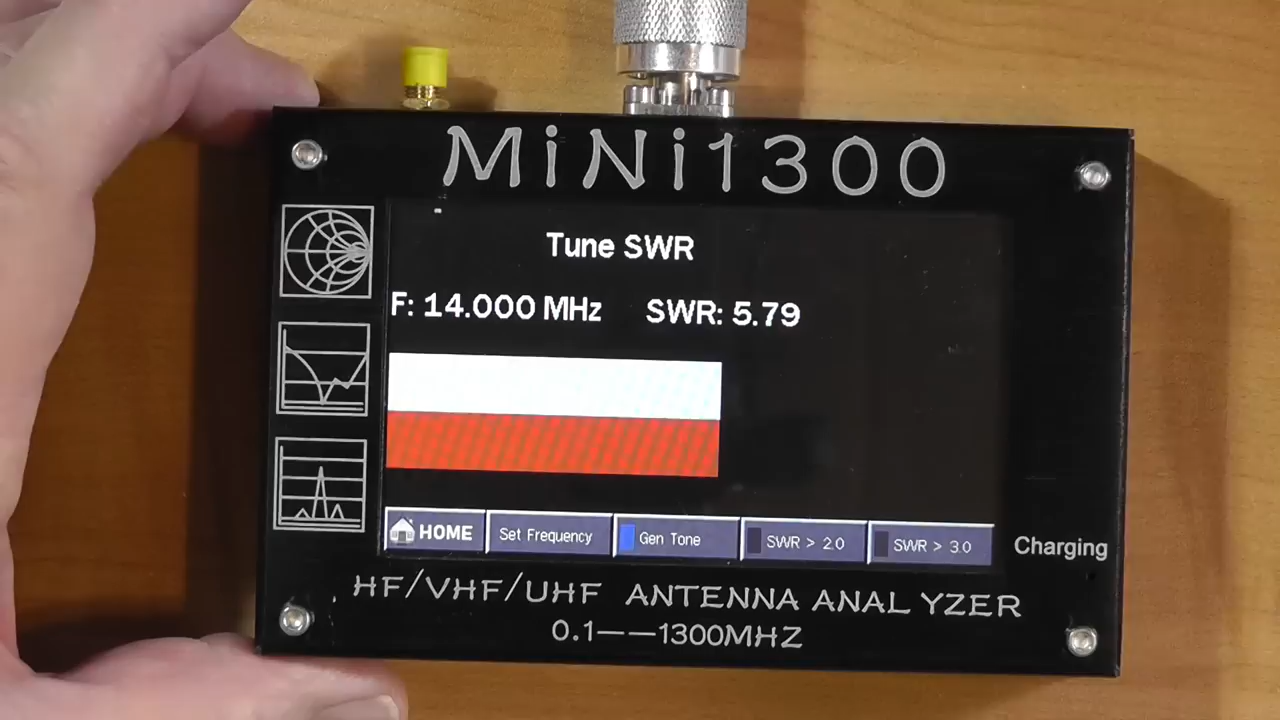 MiNi1300
Tune SWR
F: 14.000 MHz SWR: 5.79
HOME Set Frequency Gen Tone SWR > 2.0 SWR > 3.0
Charging
HF/VHF/UHF ANTENNA ANALYZER
0.1——1300MHZ